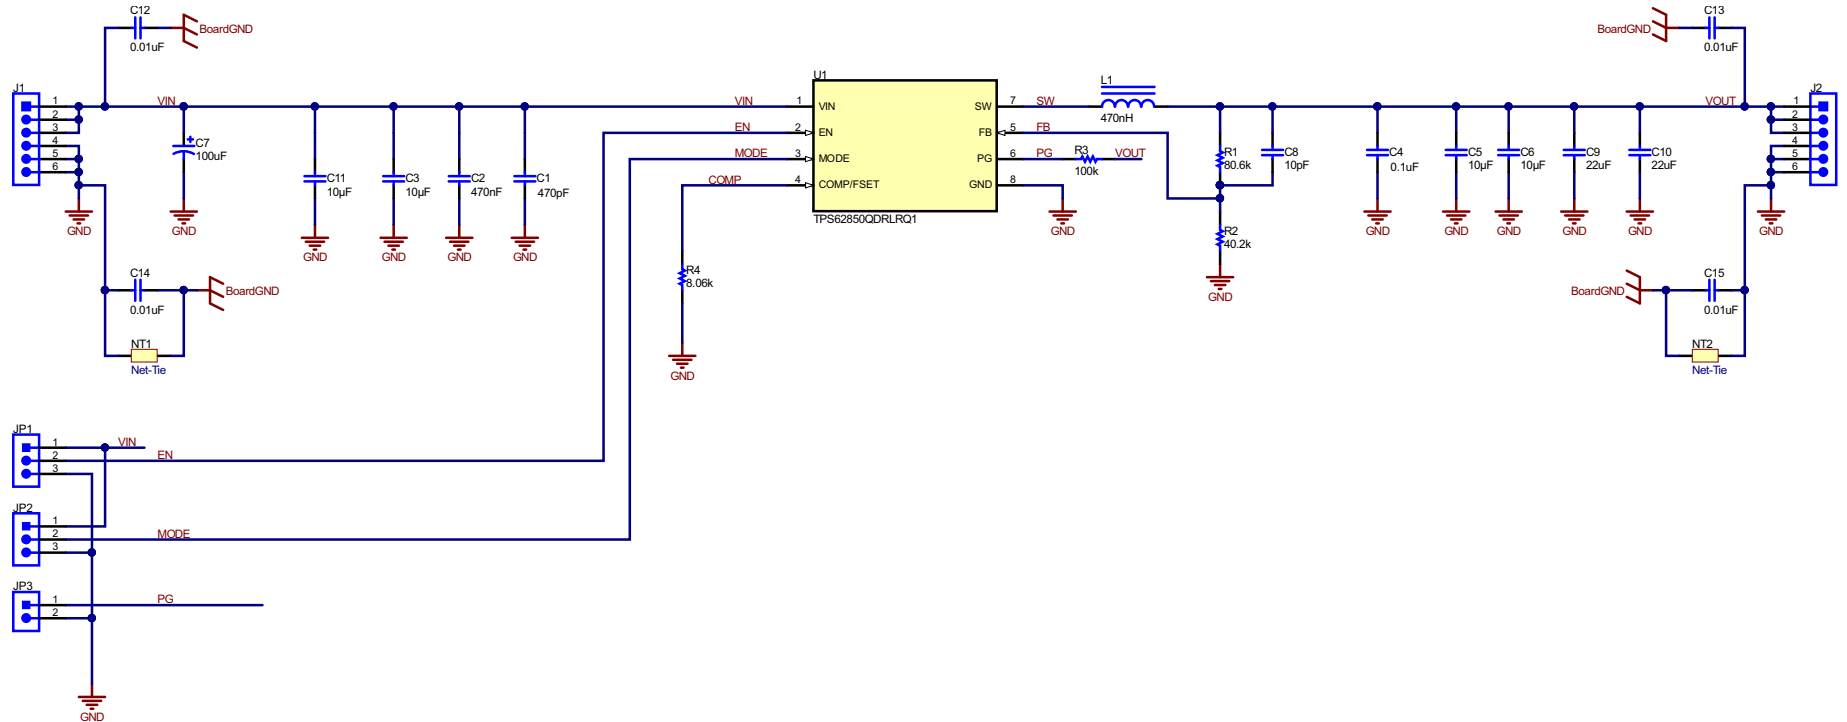 C12
0.01uF
BoardGND
C13
0.01uF
BoardGND
J1
1
2
3
4
5
6
VIN
C7
+
100uF
GND
GND
C11
10µF
GND
C3
10µF
GND
C2
470nF
GND
C1
470pF
GND
VIN
EN
MODE
COMP
1
2
3
4
U1
VIN
EN
MODE
COMP/FSET
SW
FB
PG
GND
TPS62850QDRLRQ1
7
5
6
8
SW
FB
PG
R3
100k
VOUT
GND
L1
470nH
R1
80.6k
C8
10pF
R2
40.2k
GND
C4
0.1uF
GND
C5
10µF
GND
C6
10µF
GND
C9
22uF
GND
C10
22uF
GND
VOUT
J2
1
2
3
4
5
6
GND
C14
0.01uF
BoardGND
NT1
Net-Tie
R4
8.06k
GND
BoardGND
C15
0.01uF
NT2
Net-Tie
JP1
1
2
3
VIN
EN
JP2
1
2
3
MODE
JP3
1
2
PG
GND